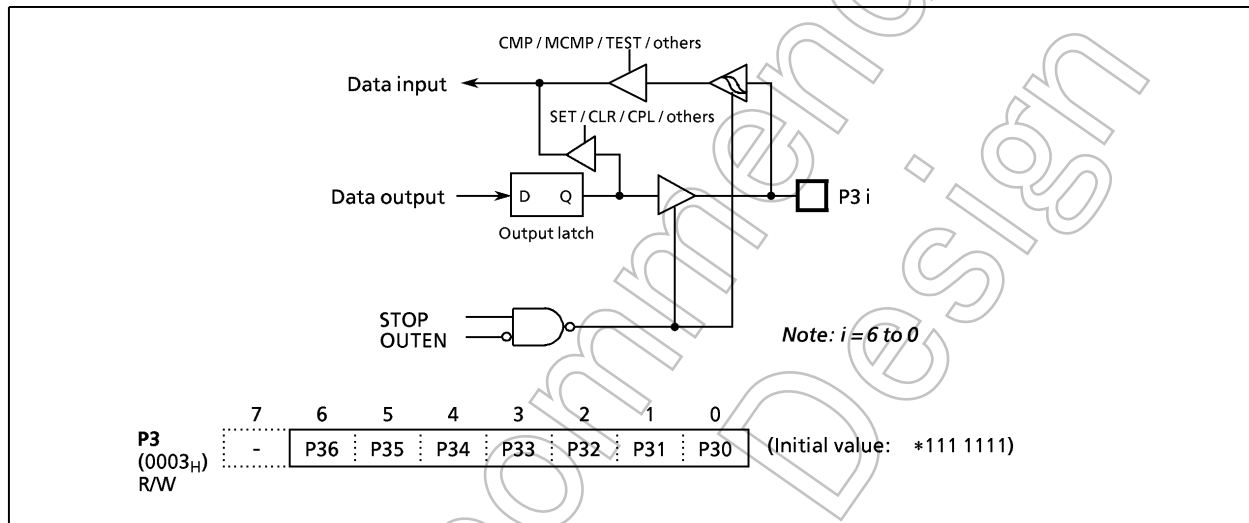 CMP / MCMP / TEST / others
Data input
SET / CLR / CPL / others
Data output
D Q
P3 i
Output latch
STOP
OUTEN
Note: i = 6 to 0
7 6 5 4 3 2 1 0
P3 - P36 P35 P34 P33 P32 P31 P30 (Initial value: *111 1111)
(0003H)
R/W
ommend
Design